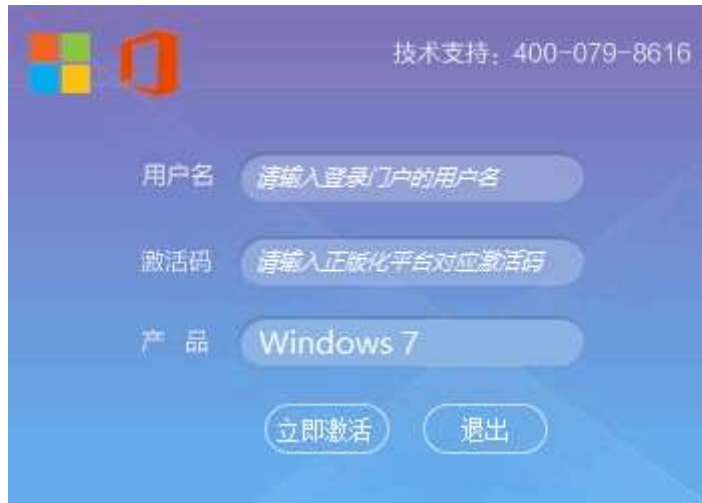 技术支持：400-079-8616
用户名 请输入登录门户的用户名
激活码 请输入正版化平台对应激活码
产 品 Windows 7
立即激活 退出